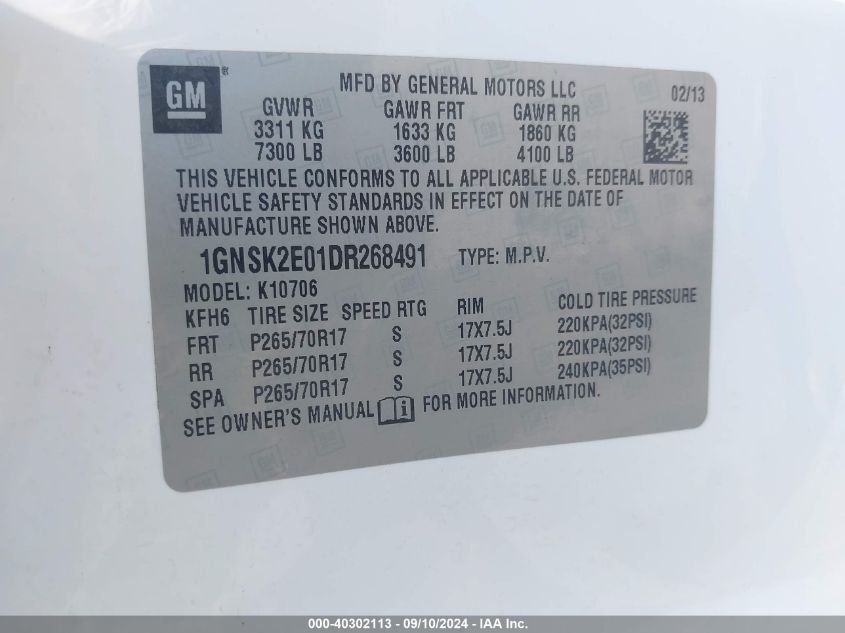 GM®
MFD BY GENERAL MOTORS LLC
02/13
GVWR GAWR FRT GAWR RR
3311 KG 1633 KG 1860 KG
7300 LB 3600 LB 4100 LB
THIS VEHICLE CONFORMS TO ALL APPLICABLE U.S. FEDERAL MOTOR
VEHICLE SAFETY STANDARDS IN EFFECT ON THE DATE OF
MANUFACTURE SHOWN ABOVE.
1GNSK2E01DR268491 TYPE: M.P.V.
MODEL: K10706
KFH6 TIRE SIZE SPEED RTG RIM COLD TIRE PRESSURE
FRT P265/70R17 S 17X7.5J 220KPA(32PSI)
RR P265/70R17 S 17X7.5J 220KPA(32PSI)
SPA P265/70R17 S 17X7.5J 240KPA(35PSI)
SEE OWNER'S MANUAL FOR MORE INFORMATION.
000-40302113 - 09/10/2024 - IAA Inc.